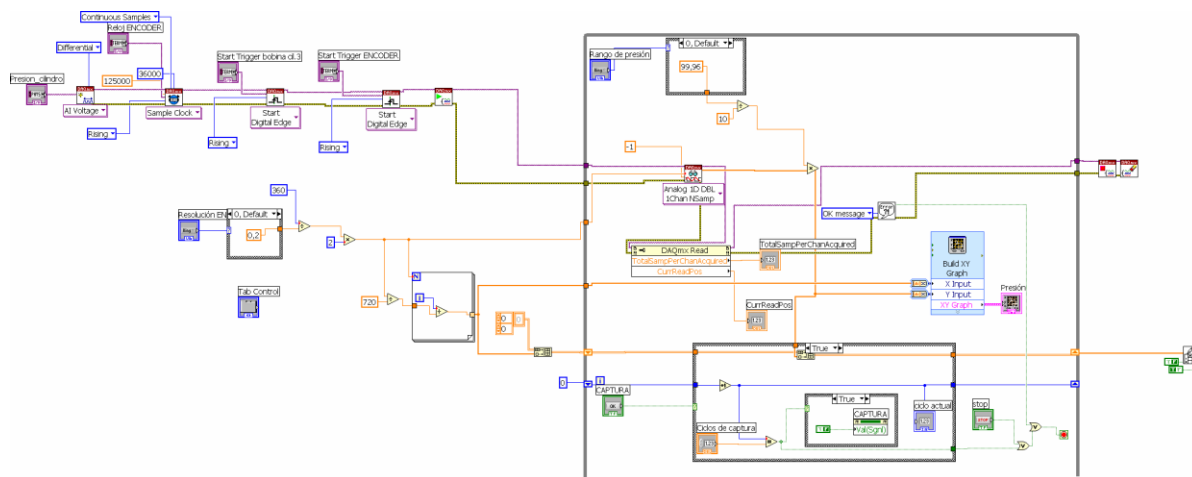 Continuous Samples
Reloj ENCODER
Differential
36000
125000
Presion_cilindro
AI Voltage
Rising
Sample Clock
Start Trigger bobina dl.3
Start Trigger ENCODER
Start
Digital Edge
Rising
Start
Digital Edge
Rising
Rango de presión
0, Default
99,96
10
-1
Analog 1D DBL
1Chan NSamp
OK message
DAQmx Read
TotalSampPerChanAcquired
CurrReadPos
TotalSampPerChanAcquired
CurrReadPos
Build XY
Graph
X Input
Y Input
XY Graph
Presión
360
Resolución EN
0, Default
0,2
2
Tab Control
720
N
i
0
0
0
i
True
CAPTURA
OK
Ciclos de captura
True
CAPTURA
Val(Sgnl)
ciclo actual
stop
STOP